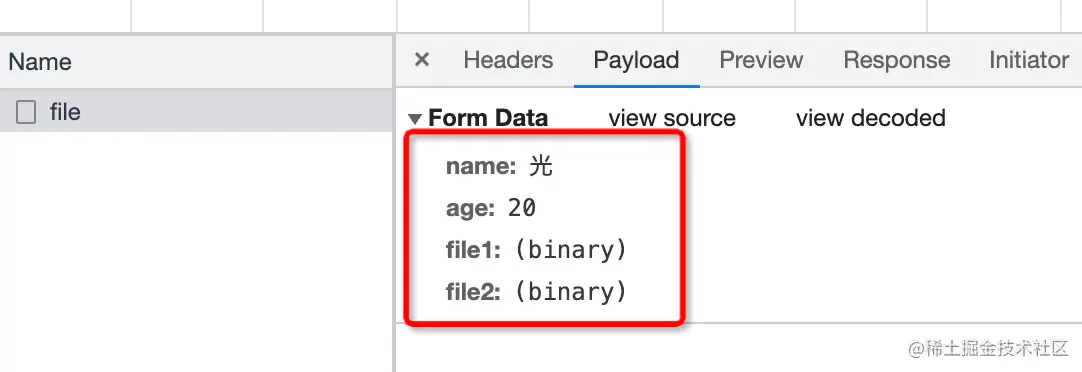 Name
× Headers Payload Preview Response Initiator
file
Form Data view source view decoded
name: 光
age: 20
file1: (binary)
file2: (binary)
@稀土掘金技术社区